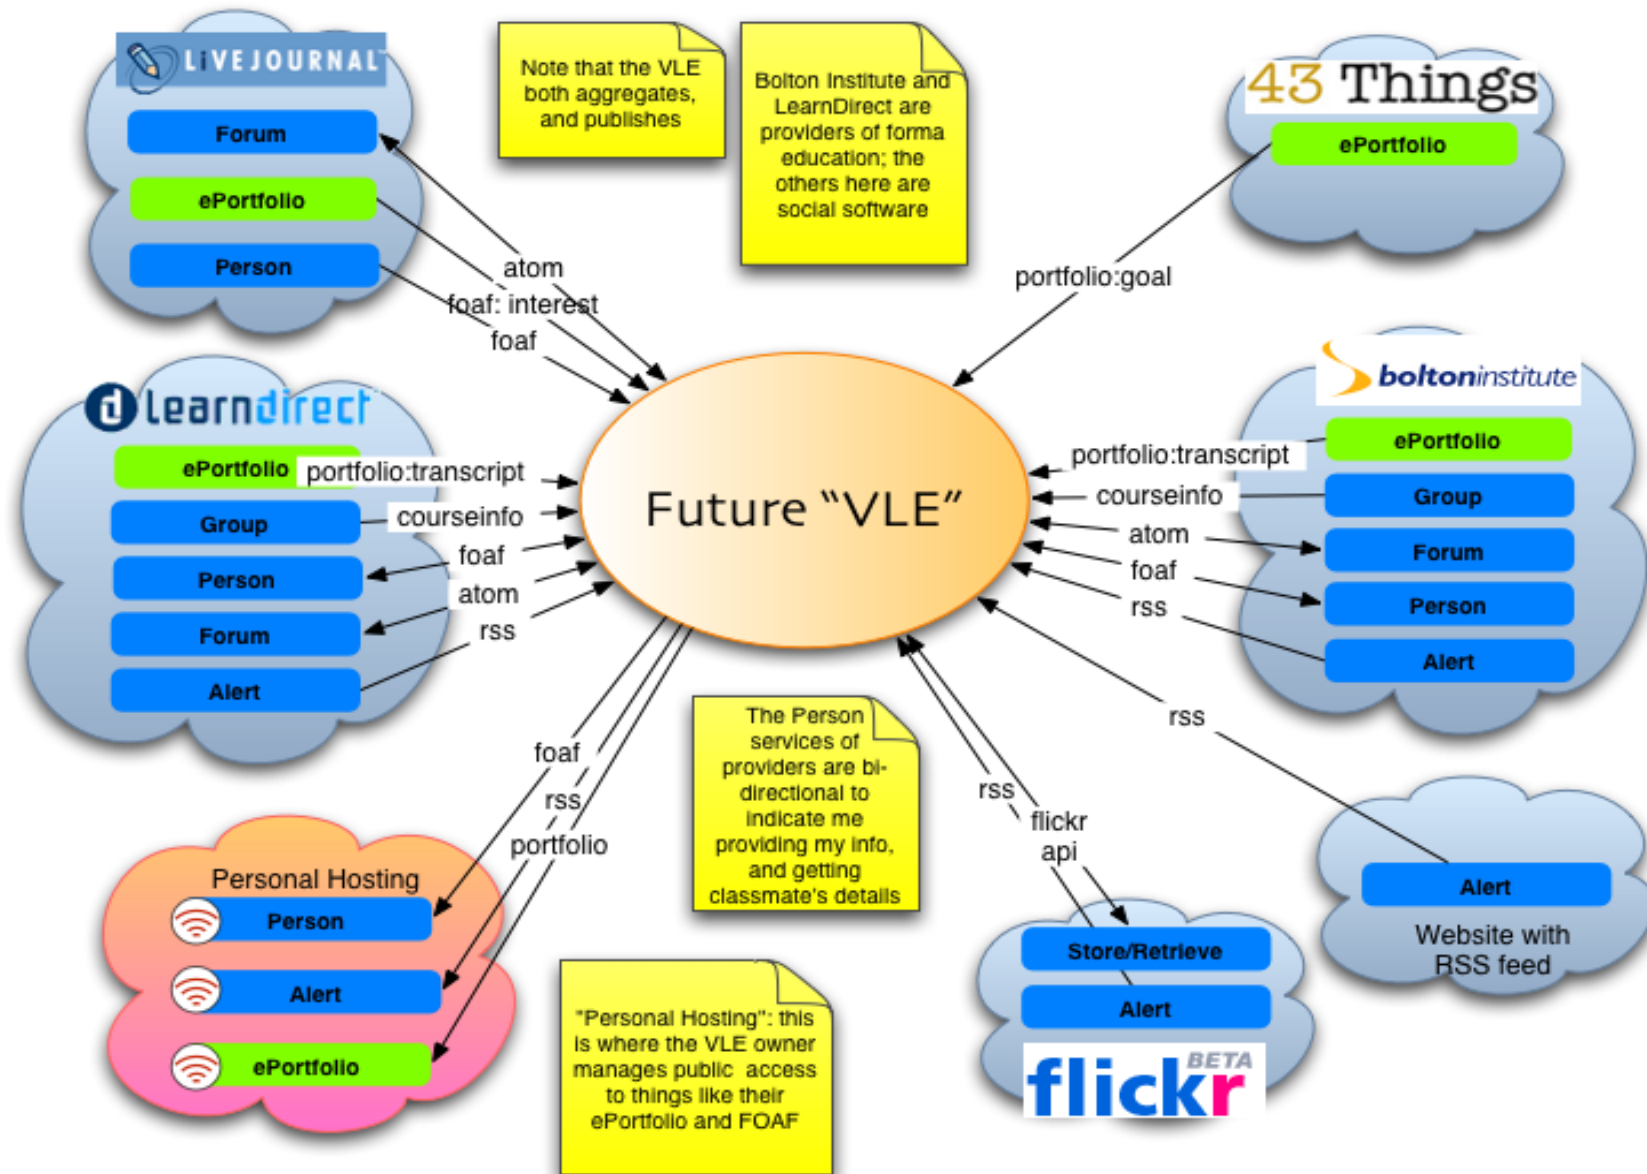 LiVEJOURNAL
Forum
ePortfolio
Person
Note that the VLE
both aggregates,
and publishes
Bolton Institute and
LearnDirect are
providers of forma
education; the
others here are
social software
43 Things
ePortfolio
atom
foaf: interest
foaf
portfolio:goal
learndirect
ePortfolio
Group
Person
Forum
Alert
portfolio:transcript
courseinfo
foaf
atom
rss
Future “VLE”
boltoninstitute
ePortfolio
Group
Forum
Person
Alert
portfolio:transcript
courseinfo
atom
foaf
rss
foaf
rss
portfolio
Personal Hosting
Person
Alert
ePortfolio
The Person
services of
providers are bi-
directional to
indicate me
providing my info,
and getting
classmate's details
"Personal Hosting": this
is where the VLE owner
manages public access
to things like their
ePortfolio and FOAF
rss
flickr
api
Store/Retrieve
Alert
flickr BETA
rss
Alert
Website with
RSS feed